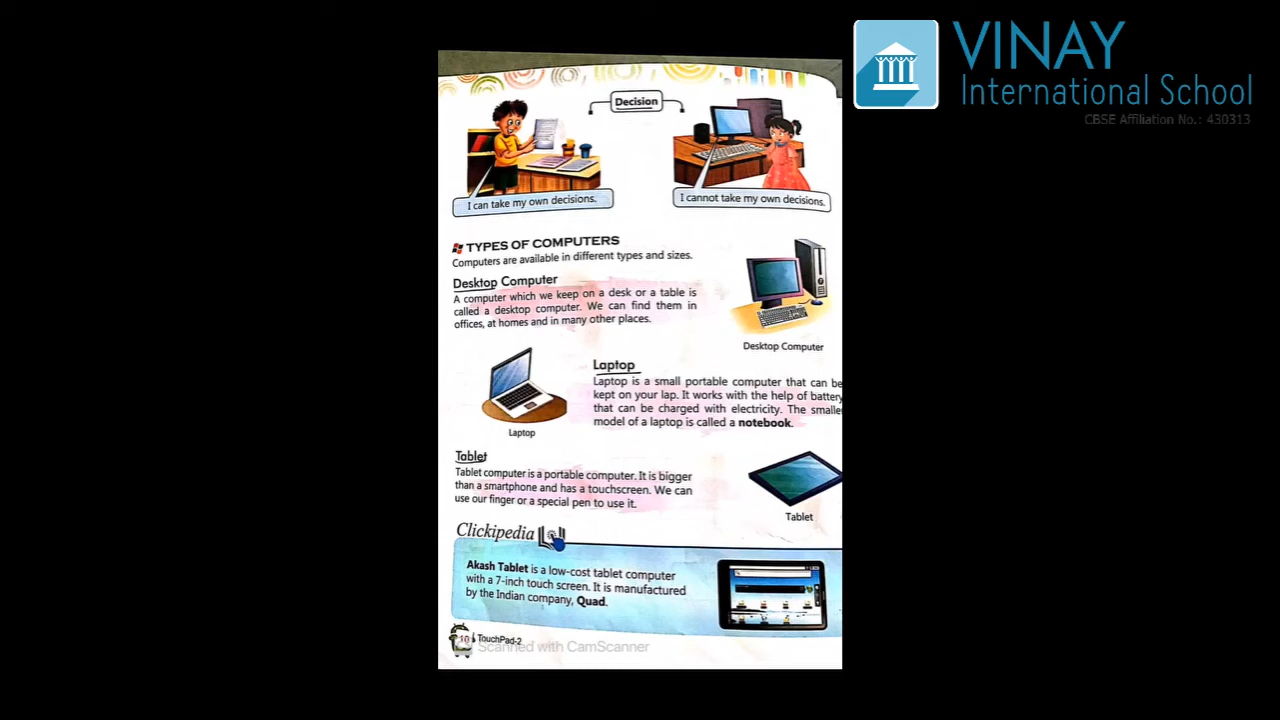 VINAY
International School
CBSE Affiliation No.: 430313
Decision
I can take my own decisions.
I cannot take my own decisions.
TYPES OF COMPUTERS
Computers are available in different types and sizes.
Desktop Computer
A computer which we keep on a desk or a table is
called a desktop computer. We can find them in
offices, at homes and in many other places.
Desktop Computer
Laptop
Laptop is a small portable computer that can be
kept on your lap. It works with the help of battery
that can be charged with electricity. The smaller
model of a laptop is called a notebook.
Laptop
Tablet
Tablet computer is a portable computer. It is bigger
than a smartphone and has a touchscreen. We can
use our finger or a special pen to use it.
Tablet
Clickipedia
Akash Tablet is a low-cost tablet computer
with a 7-inch touch screen. It is manufactured
by the Indian company, Quad.
10 TouchPad-2
Scanned with CamScanner